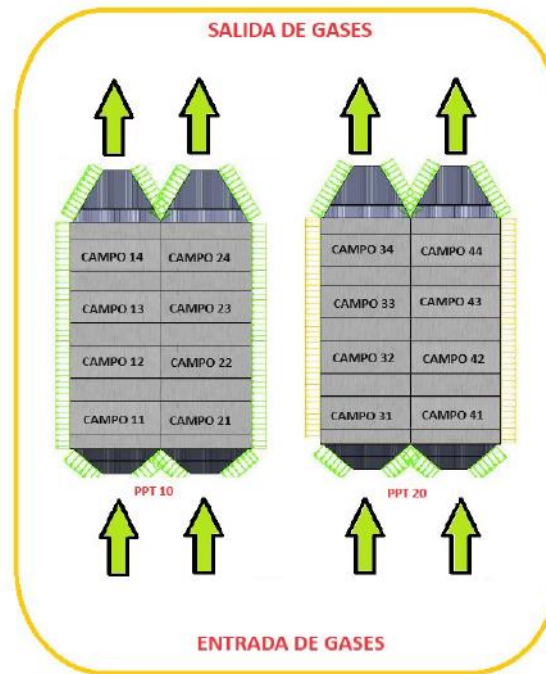 SALIDA DE GASES
CAMPO 14 CAMPO 24
CAMPO 13 CAMPO 23
CAMPO 12 CAMPO 22
CAMPO 11 CAMPO 21
PPT 10
CAMPO 34 CAMPO 44
CAMPO 33 CAMPO 43
CAMPO 32 CAMPO 42
CAMPO 31 CAMPO 41
PPT 20
ENTRADA DE GASES